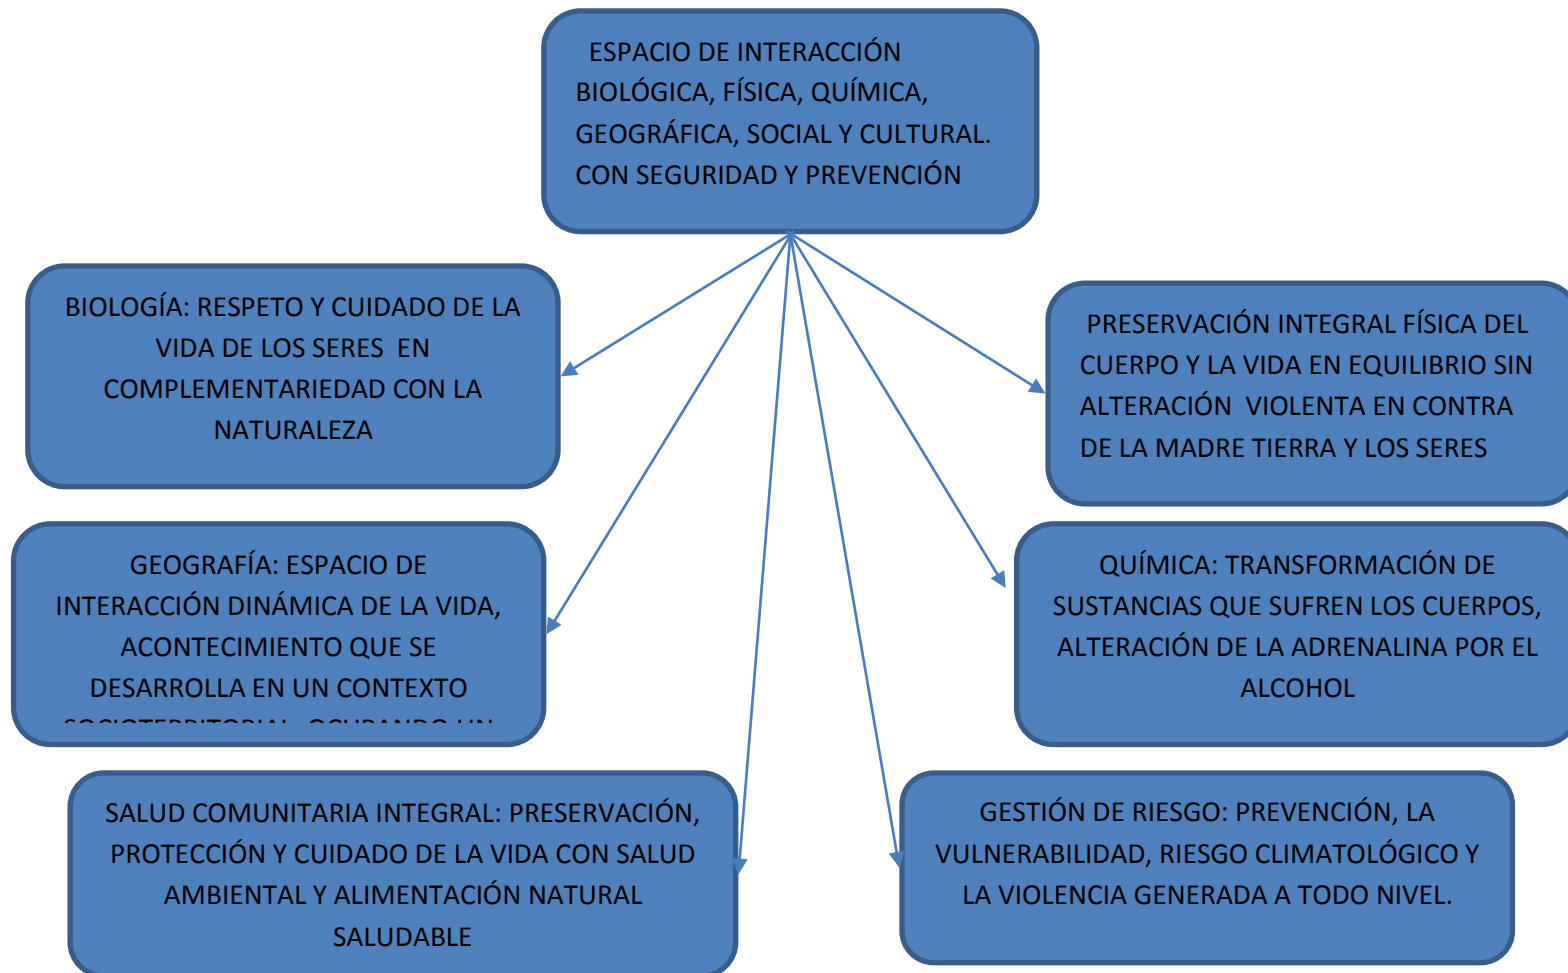 ESPACIO DE INTERACCIÓN
BIOLÓGICA, FÍSICA, QUÍMICA,
GEOGRÁFICA, SOCIAL Y CULTURAL.
CON SEGURIDAD Y PREVENCIÓN
BIOLOGÍA: RESPETO Y CUIDADO DE LA
VIDA DE LOS SERES EN
COMPLEMENTARIEDAD CON LA
NATURALEZA
PRESERVACIÓN INTEGRAL FÍSICA DEL
CUERPO Y LA VIDA EN EQUILIBRIO SIN
ALTERACIÓN VIOLENTA EN CONTRA
DE LA MADRE TIERRA Y LOS SERES
GEOGRAFÍA: ESPACIO DE
INTERACCIÓN DINÁMICA DE LA VIDA,
ACONTECIMIENTO QUE SE
DESARROLLA EN UN CONTEXTO
SOCIOTERRITORIAL, OCUPANDO UN
QUÍMICA: TRANSFORMACIÓN DE
SUSTANCIAS QUE SUFREN LOS CUERPOS,
ALTERACIÓN DE LA ADRENALINA POR EL
ALCOHOL
SALUD COMUNITARIA INTEGRAL: PRESERVACIÓN,
PROTECCIÓN Y CUIDADO DE LA VIDA CON SALUD
AMBIENTAL Y ALIMENTACIÓN NATURAL
SALUDABLE
GESTIÓN DE RIESGO: PREVENCIÓN, LA
VULNERABILIDAD, RIESGO CLIMATOLÓGICO Y
LA VIOLENCIA GENERADA A TODO NIVEL.